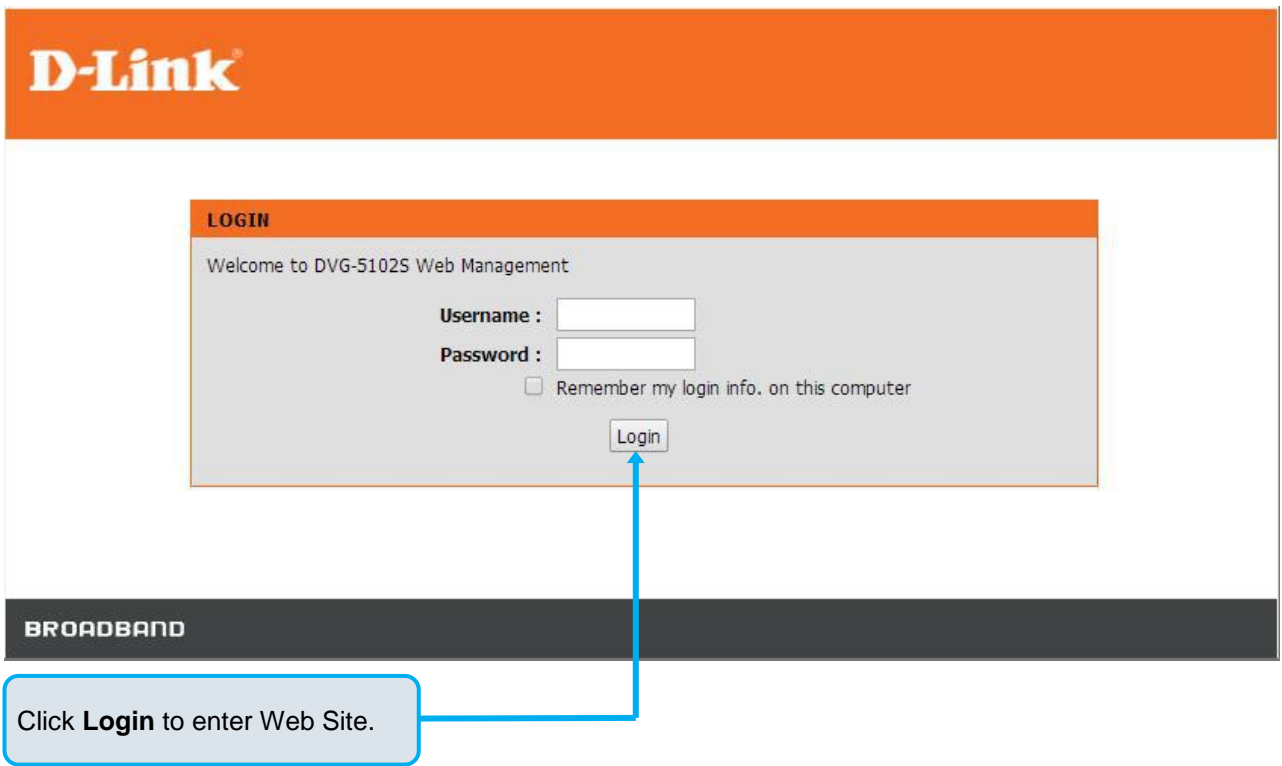 D-Link®
LOGIN
Welcome to DVG-5102S Web Management
Username :
Password :
Remember my login info. on this computer
Login
BROADBAND
Click Login to enter Web Site.